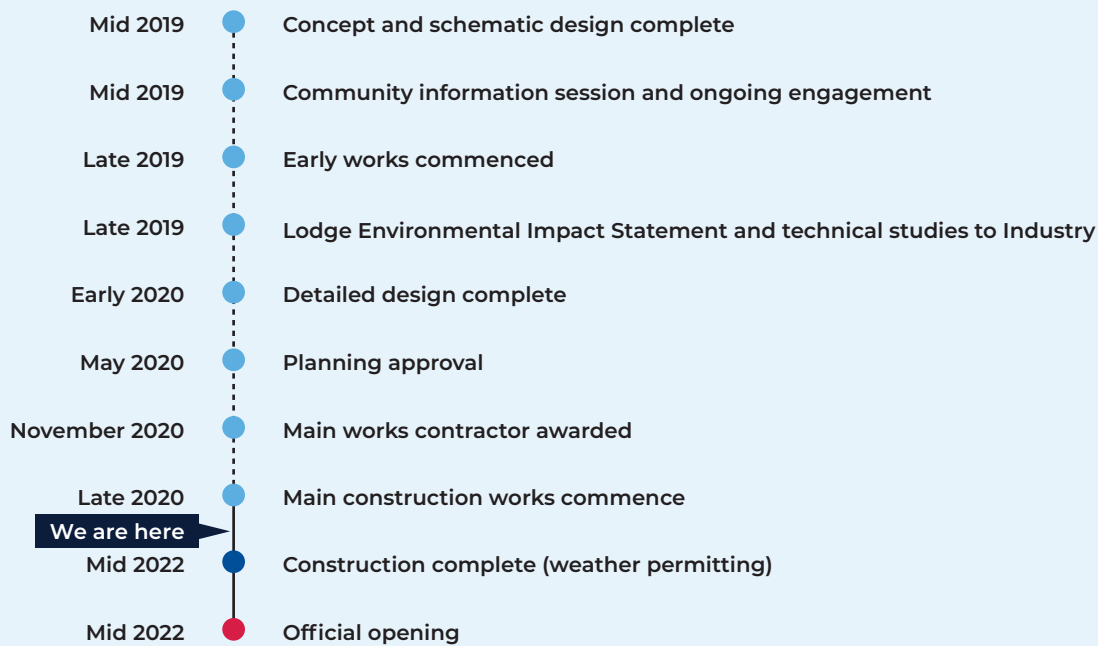 Mid 2019 Concept and schematic design complete
Mid 2019 Community information session and ongoing engagement
Late 2019 Early works commenced
Late 2019 Lodge Environmental Impact Statement and technical studies to Industry
Early 2020 Detailed design complete
May 2020 Planning approval
November 2020 Main works contractor awarded
Late 2020 Main construction works commence
We are here
Mid 2022 Construction complete (weather permitting)
Mid 2022 Official opening